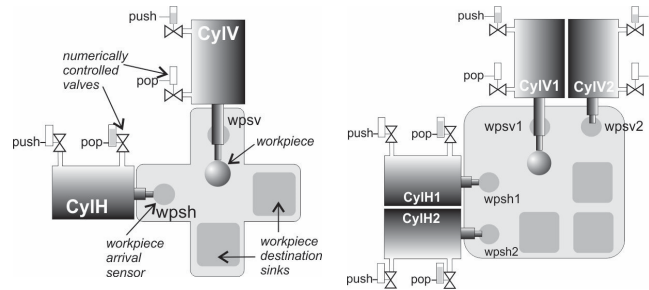 push
CylV
numerically
controlled
valves
pop
wpsv
workpiece
push
pop
CylH
wpsh
workpiece
arrival
sensor
workpiece
destination
sinks
push
pop
CylV1
CylV2
wpsv1
wpsv2
push
pop
CylH1
wpsh1
CylH2
wpsh2
push
pop